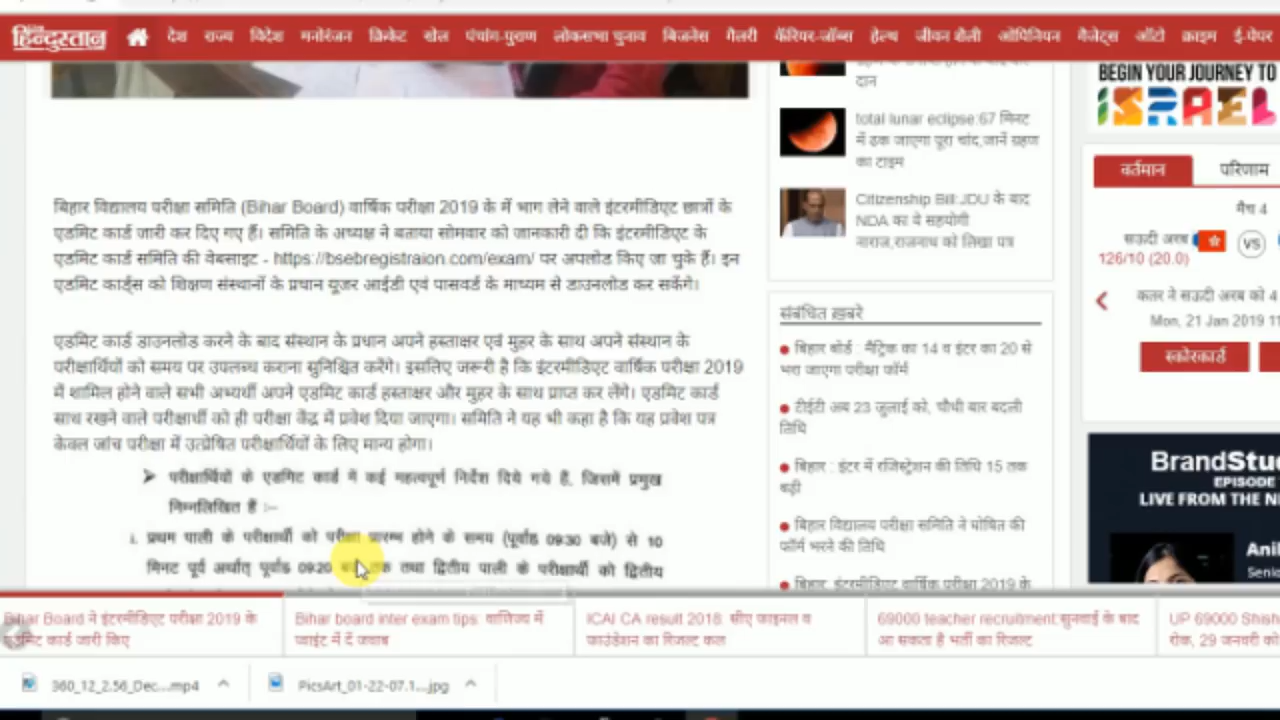 हिन्दुस्तान
देश राज्य विदेश मनोरंजन क्रिकेट खेल पंचांग-पुराण लोकसभा चुनाव बिजनेस गैलरी कॅरियर-जॉब्स हेल्थ जीवन शैली ओपिनियन गैजेट्स ऑटो क्राइम ई-पेपर
बिहार विद्यालय परीक्षा समिति (Bihar Board) वार्षिक परीक्षा 2019 के में भाग लेने वाले इंटरमीडिएट छात्रों के
एडमिट कार्ड जारी कर दिए गए हैं। समिति के अध्यक्ष ने बताया सोमवार को जानकारी दी कि इंटरमीडिएट के
एडमिट कार्ड समिति की वेबसाइट - https://bsebregistraion.com/exam/ पर अपलोड किए जा चुके हैं। इन
एडमिट कार्ड्स को शिक्षण संस्थानों के प्रधान यूजर आईडी एवं पासवर्ड के माध्यम से डाउनलोड कर सकेंगे।
एडमिट कार्ड डाउनलोड करने के बाद संस्थान के प्रधान अपने हस्ताक्षर एवं मुहर के साथ अपने संस्थान के
परीक्षार्थियों को समय पर उपलब्ध कराना सुनिश्चित करेंगे। इसलिए जरूरी है कि इंटरमीडिएट वार्षिक परीक्षा 2019
में शामिल होने वाले सभी अभ्यर्थी अपने एडमिट कार्ड हस्ताक्षर और मुहर के साथ प्राप्त कर लेंगे। एडमिट कार्ड
साथ रखने वाले परीक्षार्थी को ही परीक्षा केंद्र में प्रवेश दिया जाएगा। समिति ने यह भी कहा है कि यह प्रवेश पत्र
केवल जांच परीक्षा में उत्प्रेषित परीक्षार्थियों के लिए मान्य होगा।
➤ परीक्षार्थियों के एडमिट कार्ड में कई महत्वपूर्ण निर्देश दिये गये हैं, जिसमें प्रमुख
निम्नलिखित हैं :–
i. प्रथम पाली के परीक्षार्थी को परीक्षा प्रारम्भ होने के समय (पूर्वाह्न 09:30 बजे) से 10
मिनट पूर्व अर्थात् पूर्वाह्न 09:20 तक तथा द्वितीय पाली के परीक्षार्थी को द्वितीय
दान
total lunar eclipse:67 मिनट
में ढक जाएगा पूरा चांद,जानें ग्रहण
का टाइम
Citizenship Bill:JDU के बाद
NDA का ये सहयोगी
नाराज,राजनाथ को लिखा पत्र
संबंधित ख़बरें
बिहार बोर्ड : मैट्रिक का 14 व इंटर का 20 से
भरा जाएगा परीक्षा फॉर्म
टीईटी अब 23 जुलाई को, चौथी बार बदली
तिथि
बिहार : इंटर में रजिस्ट्रेशन की तिथि 15 तक
बढ़ी
बिहार विद्यालय परीक्षा समिति ने घोषित की
फॉर्म भरने की तिथि
बिहार: इंटरमीडिएट वार्षिक परीक्षा 2019 के
BEGIN YOUR JOURNEY TO
ISRAEL
वर्तमान परिणाम
मैच 4
सऊदी अरब VS
126/10 (20.0)
कतर ने सऊदी अरब को 4
Mon, 21 Jan 2019 11
स्कोरकार्ड
BrandStu
EPISODE
LIVE FROM THE N
Ani
Senio
Bihar Board ने इंटरमीडिएट परीक्षा 2019 के
एडमिट कार्ड जारी किए
Bihar board inter exam tips: वाणिज्य में
प्वाइंट में दें जवाब
ICAI CA result 2018: सीए फाइनल व
फाउंडेशन का रिजल्ट कल
69000 teacher recruitment:सुनवाई के बाद
आ सकता है भर्ती का रिजल्ट
UP 69000 Shish
रोक, 29 जनवरी को
360_12_2.56_Dec....mp4
PicsArt_01-22-07.1....jpg